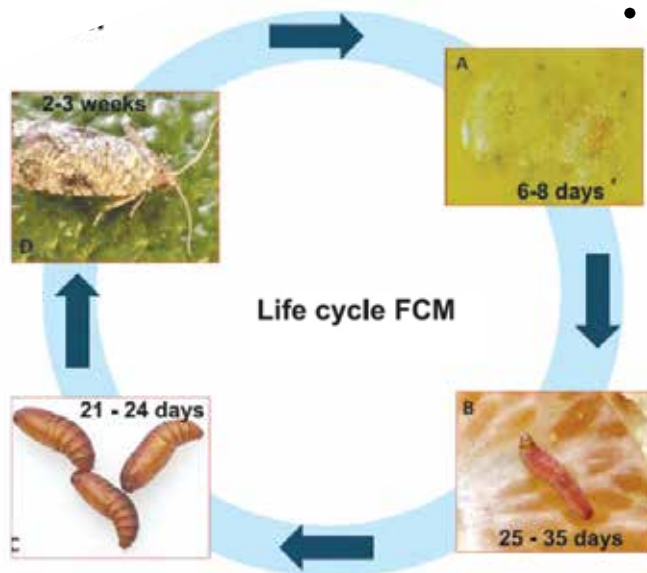 A
6-8 days
B
25 - 35 days
21 - 24 days
C
2-3 weeks
D
Life cycle FCM